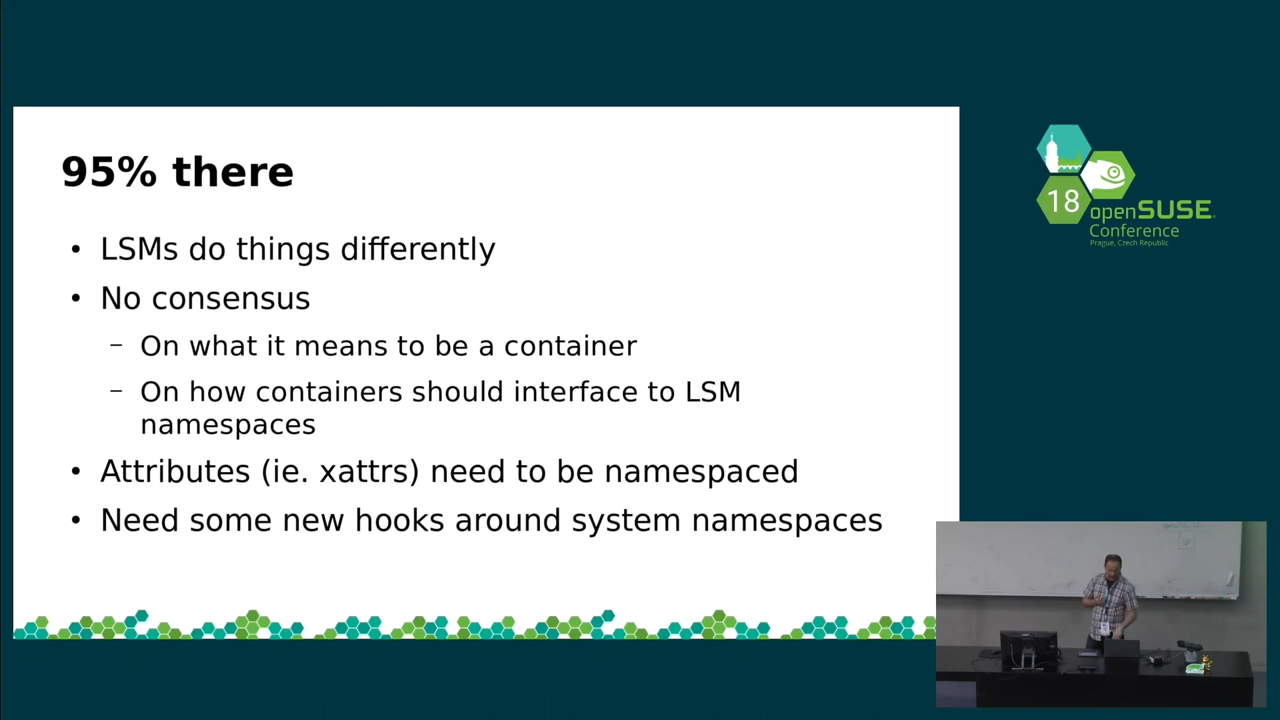 95% there
• LSMs do things differently
• No consensus
– On what it means to be a container
– On how containers should interface to LSM
namespaces
• Attributes (ie. xattrs) need to be namespaced
• Need some new hooks around system namespaces
18
openSUSE
Conference
Prague, Czech Republic